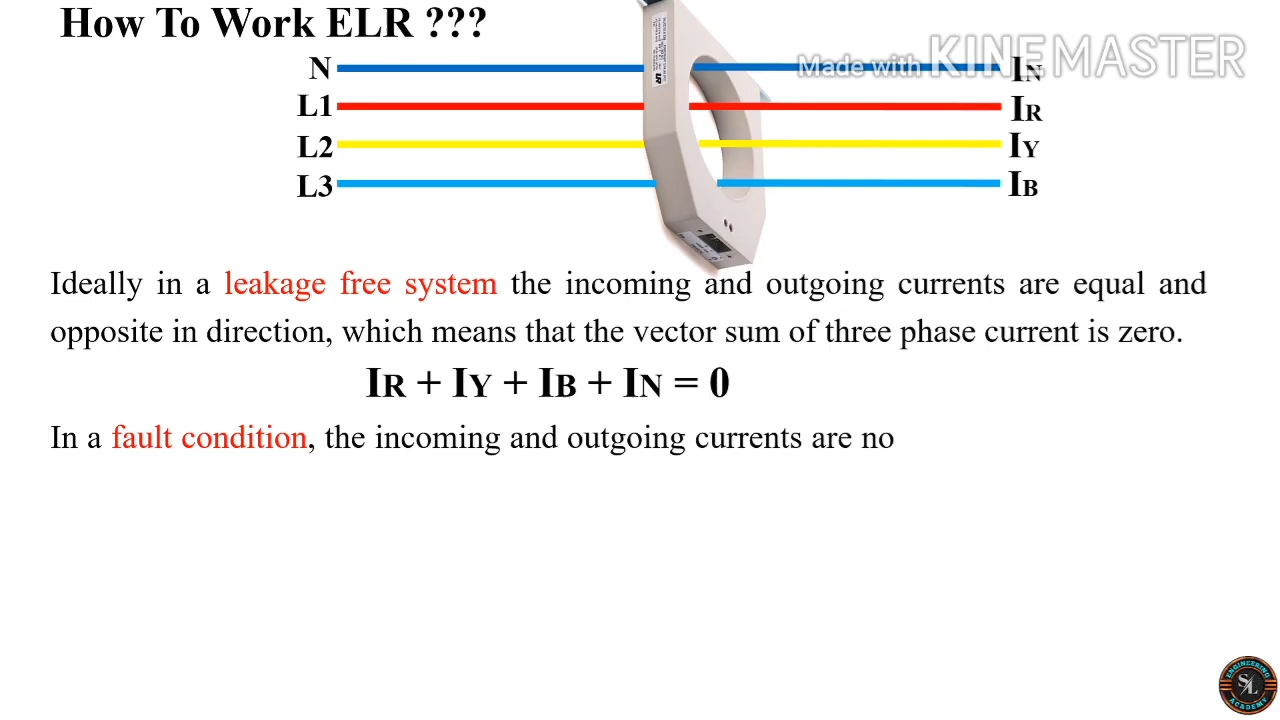 How To Work ELR ???
Made with KINEMASTER
N IN
L1 IR
L2 IY
L3 IB
Ideally in a leakage free system the incoming and outgoing currents are equal and
opposite in direction, which means that the vector sum of three phase current is zero.
IR + IY + IB + IN = 0
In a fault condition, the incoming and outgoing currents are no
ENGINEERING
S/L
ACADEMY